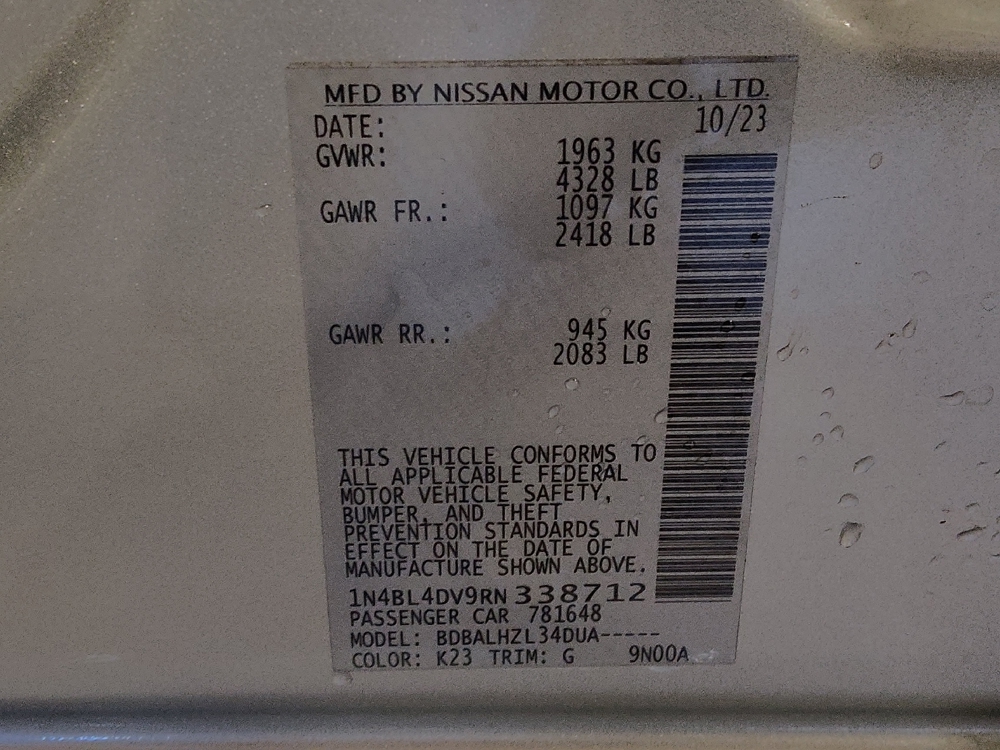 MFD BY NISSAN MOTOR CO., LTD.
DATE: 10/23
GVWR: 1963 KG
4328 LB
GAWR FR.: 1097 KG
2418 LB
GAWR RR.: 945 KG
2083 LB
THIS VEHICLE CONFORMS TO
ALL APPLICABLE FEDERAL
MOTOR VEHICLE SAFETY,
BUMPER, AND THEFT
PREVENTION STANDARDS IN
EFFECT ON THE DATE OF
MANUFACTURE SHOWN ABOVE.
1N4BL4DV9RN338712
PASSENGER CAR 781648
MODEL: BDBALHZL34DUA-----
COLOR: K23 TRIM: G 9N00A